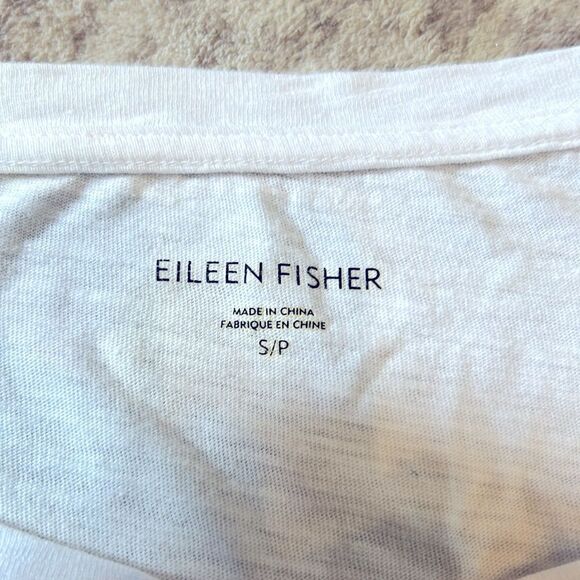 EILEEN FISHER
MADE IN CHINA
FABRIQUE EN CHINE
S/P